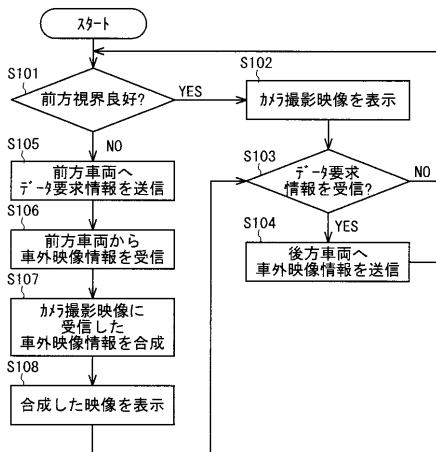 スタート
S101
前方視界良好?
YES
NO
S102
カメラ撮影映像を表示
S103
データ要求
情報を受信?
NO
YES
S104
後方車両へ
車外映像情報を送信
S105
前方車両へ
データ要求情報を送信
S106
前方車両から
車外映像情報を受信
S107
カメラ撮影映像に
受信した
車外映像情報を合成
S108
合成した映像を表示